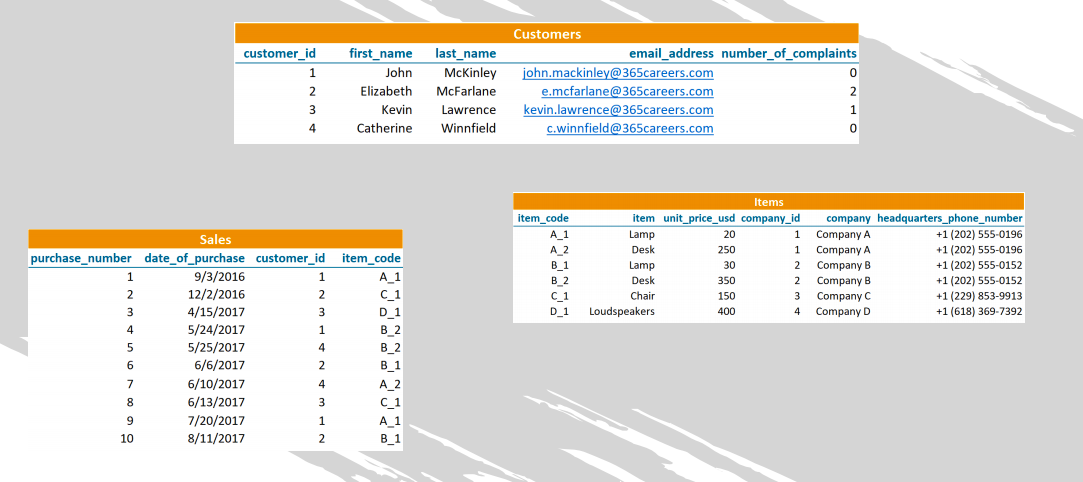 Customers
customer_id first_name last_name email_address number_of_complaints
1 John McKinley john.mackinley@365careers.com 0
2 Elizabeth McFarlane e.mcfarlane@365careers.com 2
3 Kevin Lawrence kevin.lawrence@365careers.com 1
4 Catherine Winnfield c.winnfield@365careers.com 0
Sales
purchase_number date_of_purchase customer_id item_code
1 9/3/2016 1 A_1
2 12/2/2016 2 C_1
3 4/15/2017 3 D_1
4 5/24/2017 1 B_2
5 5/25/2017 4 B_2
6 6/6/2017 2 B_1
7 6/10/2017 4 A_2
8 6/13/2017 3 C_1
9 7/20/2017 1 A_1
10 8/11/2017 2 B_1
Items
item_code item unit_price_usd company_id company headquarters_phone_number
A_1 Lamp 20 1 Company A +1 (202) 555-0196
A_2 Desk 250 1 Company A +1 (202) 555-0196
B_1 Lamp 30 2 Company B +1 (202) 555-0152
B_2 Desk 350 2 Company B +1 (202) 555-0152
C_1 Chair 150 3 Company C +1 (229) 853-9913
D_1 Loudspeakers 400 4 Company D +1 (618) 369-7392